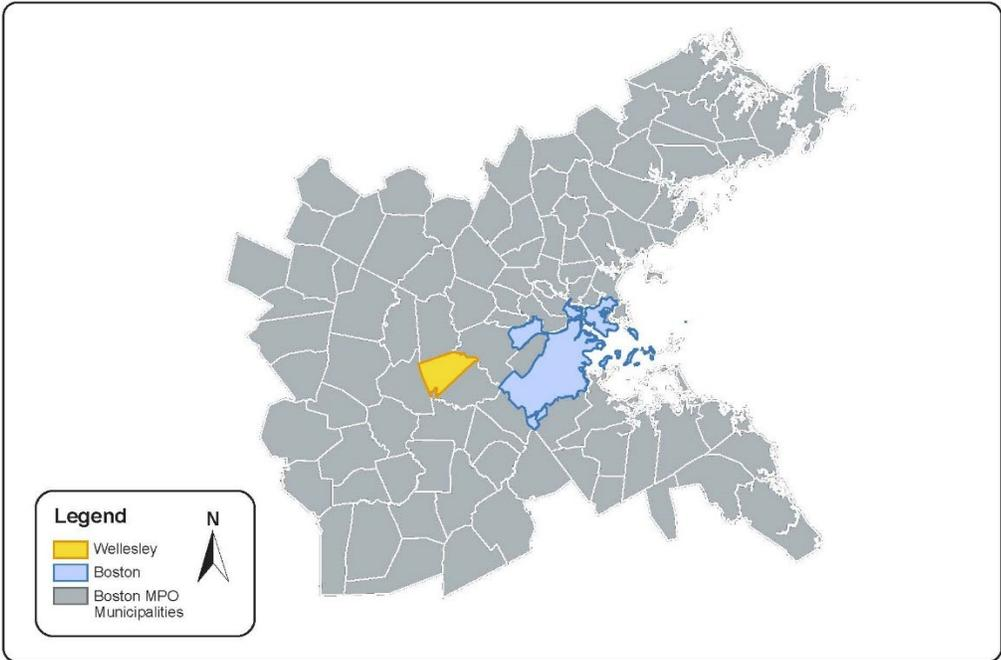 Legend
N
Wellesley
Boston
Boston MPO
Municipalities